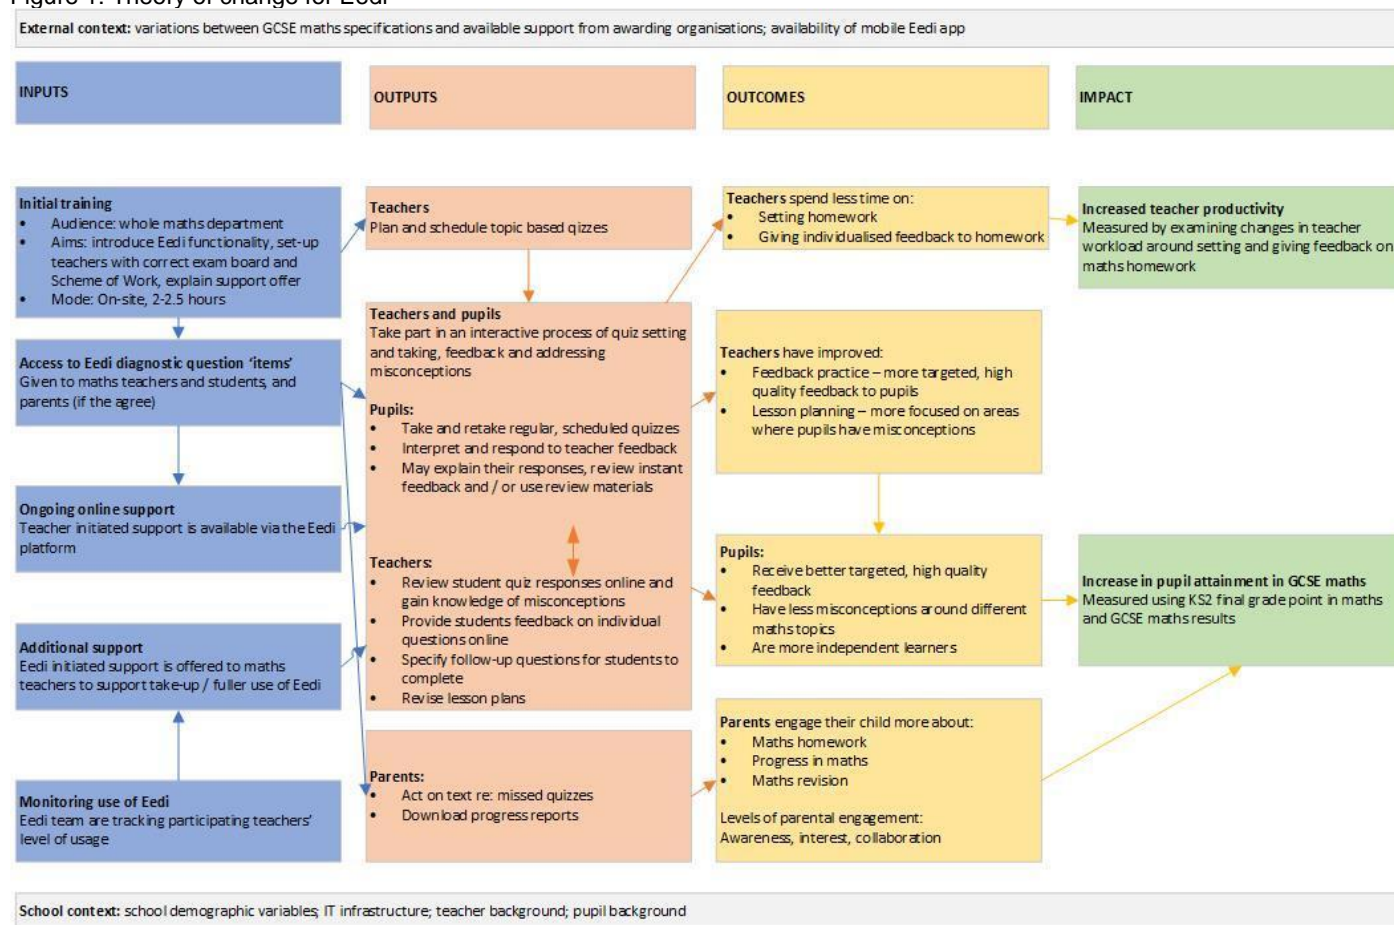 Figure 1: Theory of change for Eedi
External context: variations between GCSE maths specifications and available support from awarding organisations; availability of mobile Eedi app
INPUTS
OUTPUTS
OUTCOMES
IMPACT
Initial training
• Audience: whole maths department
• Aims: introduce Eedi functionality, set-up
teachers with correct exam board and
Scheme of Work, explain support offer
• Mode: On-site, 2-2.5 hours
Access to Eedi diagnostic question ‘items’
Given to maths teachers and students, and
parents (if the agree)
Ongoing online support
Teacher initiated support is available via the Eedi
platform
Additional support
Eedi initiated support is offered to maths
teachers to support take-up / fuller use of Eedi
Monitoring use of Eedi
Eedi team are tracking participating teachers’
level of usage
Teachers
Plan and schedule topic based qizzes
Teachers and pupils
Take part in an interactive process of quiz setting
and taking, feedback and addressing
misconceptions
Pupils:
• Take and retake regular, scheduled quizzes
• Interpret and respond to teacher feedback
• May explain their responses, review instant
feedback and / or use review materials
Teachers:
• Review student quiz responses online and
gain knowledge of misconceptions
• Provide students feedback on individual
questions online
• Specify follow-up questions for students to
complete
• Revise lesson plans
Parents:
• Act on text re: missed quizzes
• Download progress reports
Teachers spend less time on:
• Setting homework
• Giving individualised feedback to homework
Teachers have improved:
• Feedback practice – more targeted, high
quality feedback to pupils
• Lesson planning – more focused on areas
where pupils have misconceptions
Pupils:
• Receive better targeted, high quality
feedback
• Have less misconceptions around different
maths topics
• Are more independent learners
Parents engage their child more about:
• Maths homework
• Progress in maths
• Maths revision
Levels of parental engagement:
Awareness, interest, collaboration
Increased teacher productivity
Measured by examining changes in teacher
workload around setting and giving feedback on
maths homework
Increase in pupil attainment in GCSE maths
Measured using KS2 final grade point in maths
and GCSE maths results
School context: school demographic variables; IT infrastructure; teacher background; pupil background